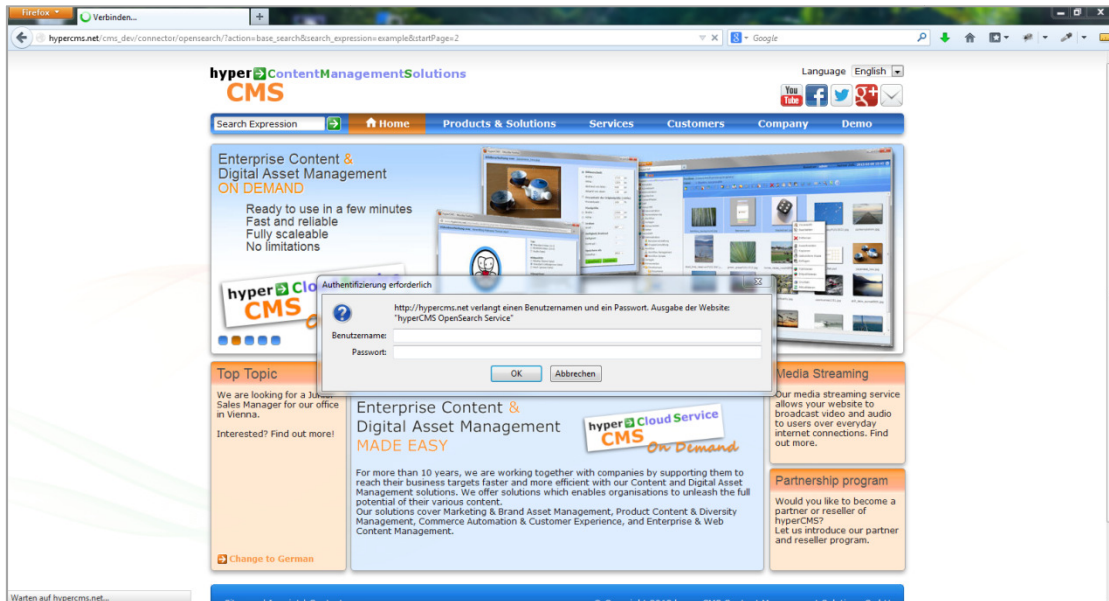 Firefox
Verbinden...
hypercms.net/cms_dev/connector/opensearch/?action=base_search&search_expression=example&startPage=2
Google
hyper ContentManagementSolutions
CMS
Language English
You
Tube
Search Expression
Home Products & Solutions Services Customers Company Demo
Enterprise Content &
Digital Asset Management
ON DEMAND
Ready to use in a few minutes
Fast and reliable
Fully scaleable
No limitations
hyper Clo
CMS
Authentifizierung erforderlich
http://hypercms.net verlangt einen Benutzernamen und ein Passwort. Ausgabe der Website:
"hyperCMS OpenSearch Service"
Benutzername:
Passwort:
OK Abbrechen
Top Topic
We are looking for a
Sales Manager for our office
in Vienna.
Interested? Find out more!
Change to German
Enterprise Content &
Digital Asset Management
MADE EASY
hyper Cloud Service
CMS On Demand
For more than 10 years, we are working together with companies by supporting them to
reach their business targets faster and more efficient with our Content and Digital Asset
Management solutions. We offer solutions which enables organisations to unleash the full
potential of their various content.
Our solutions cover Marketing & Brand Asset Management, Product Content & Diversity
Management, Commerce Automation & Customer Experience, and Enterprise & Web
Content Management.
Media Streaming
Our media streaming service
allows your website to
broadcast video and audio
to users over everyday
internet connections. Find
out more.
Partnership program
Would you like to become a
partner or reseller of
hyperCMS?
Let us introduce our partner
and reseller program.
Warten auf hypercms.net...